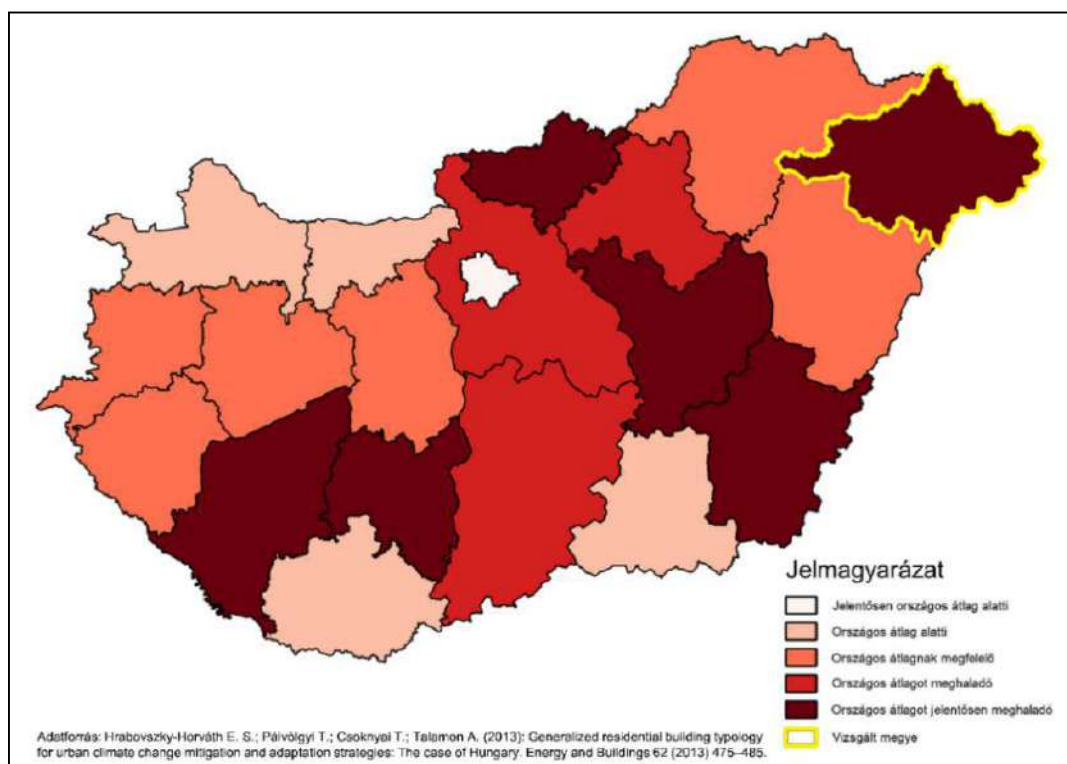 Jelmagyarázat
Jelentősen országos átlag alatti
Országos átlag alatti
Országos átlagnak megfelelő
Országos átlagot meghaladó
Országos átlagot jelentősen meghaladó
Vizsgált megye
Adatforrás: Hrabovszky-Horváth E. S.; Pálvölgyi T.; Csoknyai T.; Talamon A. (2013): Generalized residential building typology
for urban climate change mitigation and adaptation strategies: The case of Hungary. Energy and Buildings 62 (2013) 475–485.